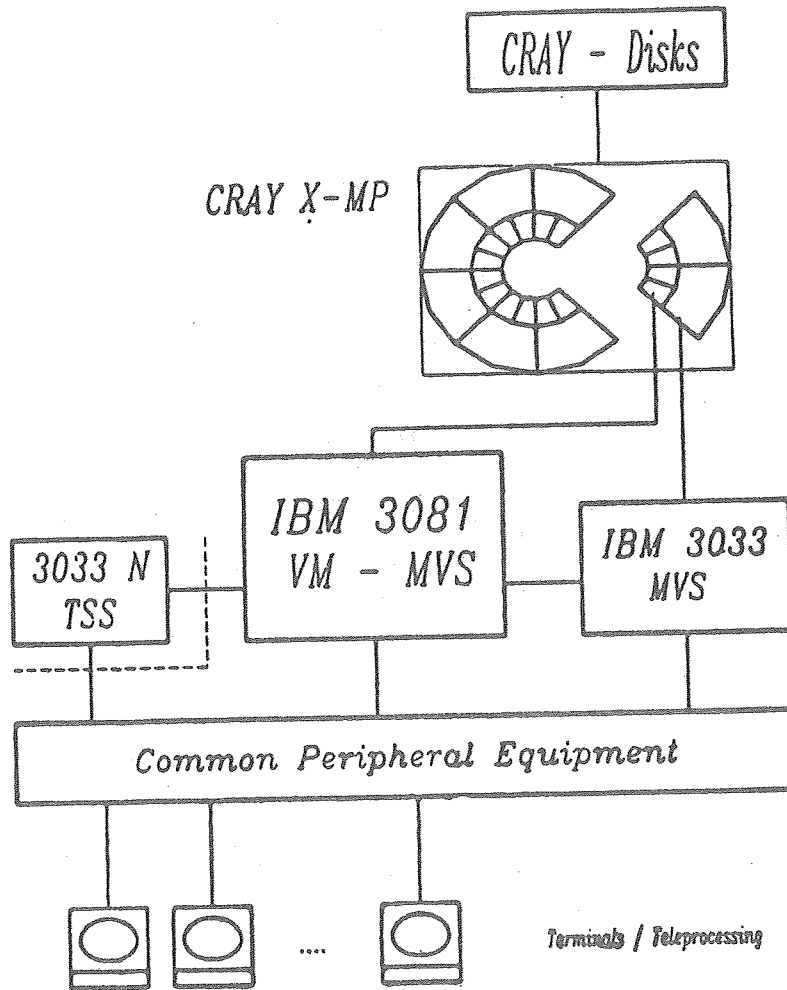 CRAY - Disks
CRAY X-MP
IBM 3081
VM - MVS
IBM 3033
MVS
3033 N
TSS
Common Peripheral Equipment
....
Terminals / Teleprocessing